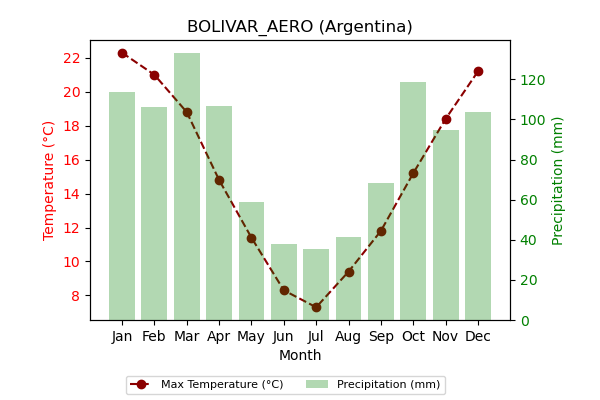 BOLIVAR_AERO (Argentina)
22
20
18
16
14
12
10
8
Temperature (°C)
120
100
80
60
40
20
0
Precipitation (mm)
Jan Feb Mar Apr May Jun Jul Aug Sep Oct Nov Dec
Month
Max Temperature (°C) Precipitation (mm)